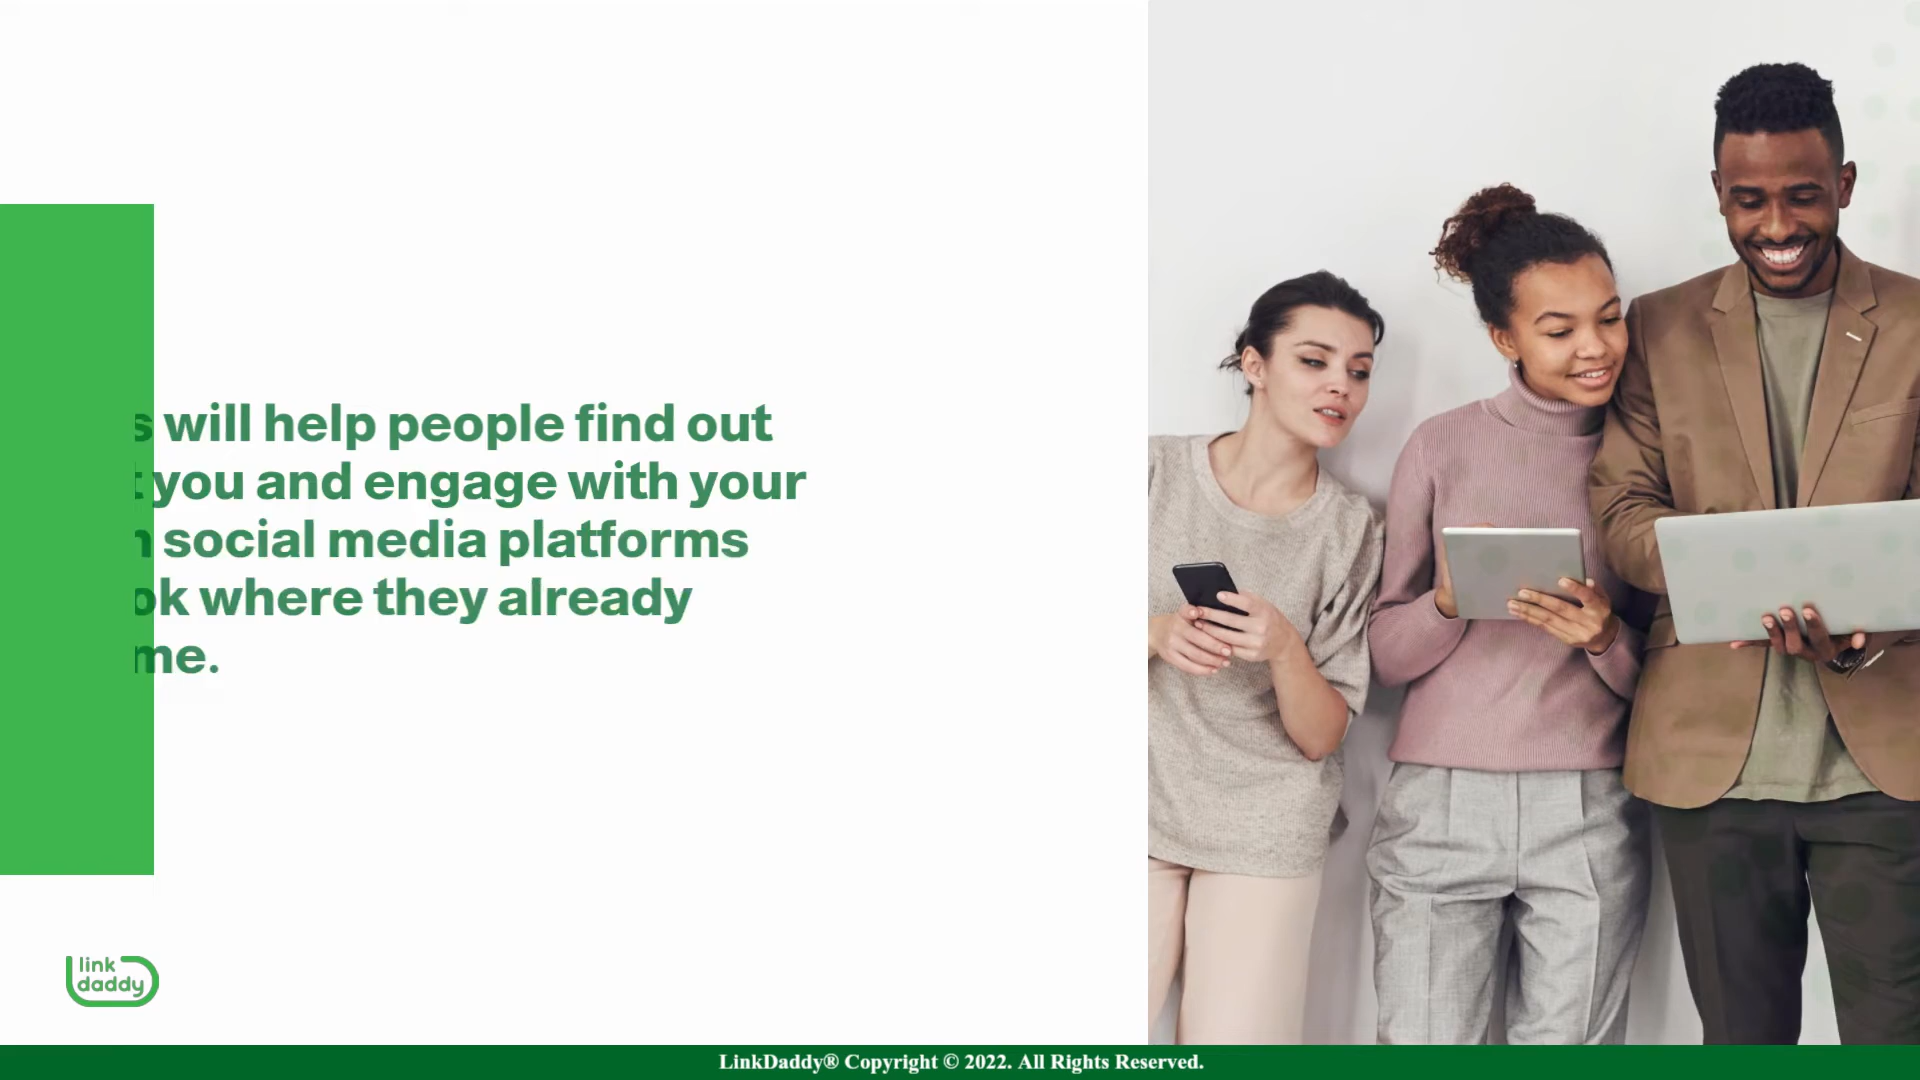 will help people find out
you and engage with your
social media platforms
where they already
link
daddy
LinkDaddy® Copyright © 2022. All Rights Reserved.